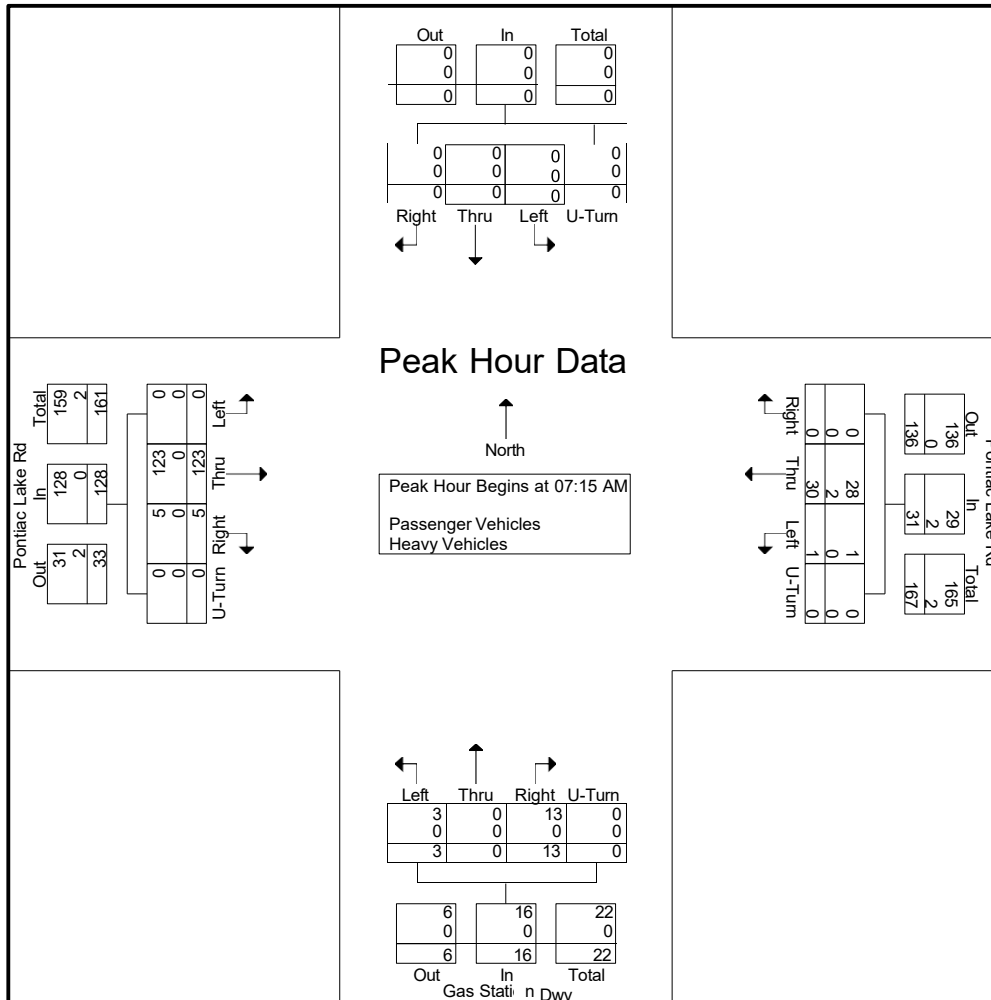 Out In Total
0 0 0
0 0 0
0 0 0
0 0 0 0
0 0 0 0
0 0 0 0
Right Thru Left U-Turn
Peak Hour Data
North
Peak Hour Begins at 07:15 AM
Passenger Vehicles
Heavy Vehicles
Pontiac Lake Rd
Out In Total
31 128 159
2 0 2
33 128 161
0 5 123 0
0 0 0 0
0 5 123 0
U-Turn Right Thru Left
Pontiac Lake Rd
Out In Total
136 29 165
0 2 2
136 31 167
0 28 1 0
0 2 0 0
0 30 1 0
Right Thru Left U-Turn
Left Thru Right U-Turn
3 0 13 0
0 0 0 0
3 0 13 0
6 16 22
0 0 0
6 16 22
Out In Total
Gas Station Dwy